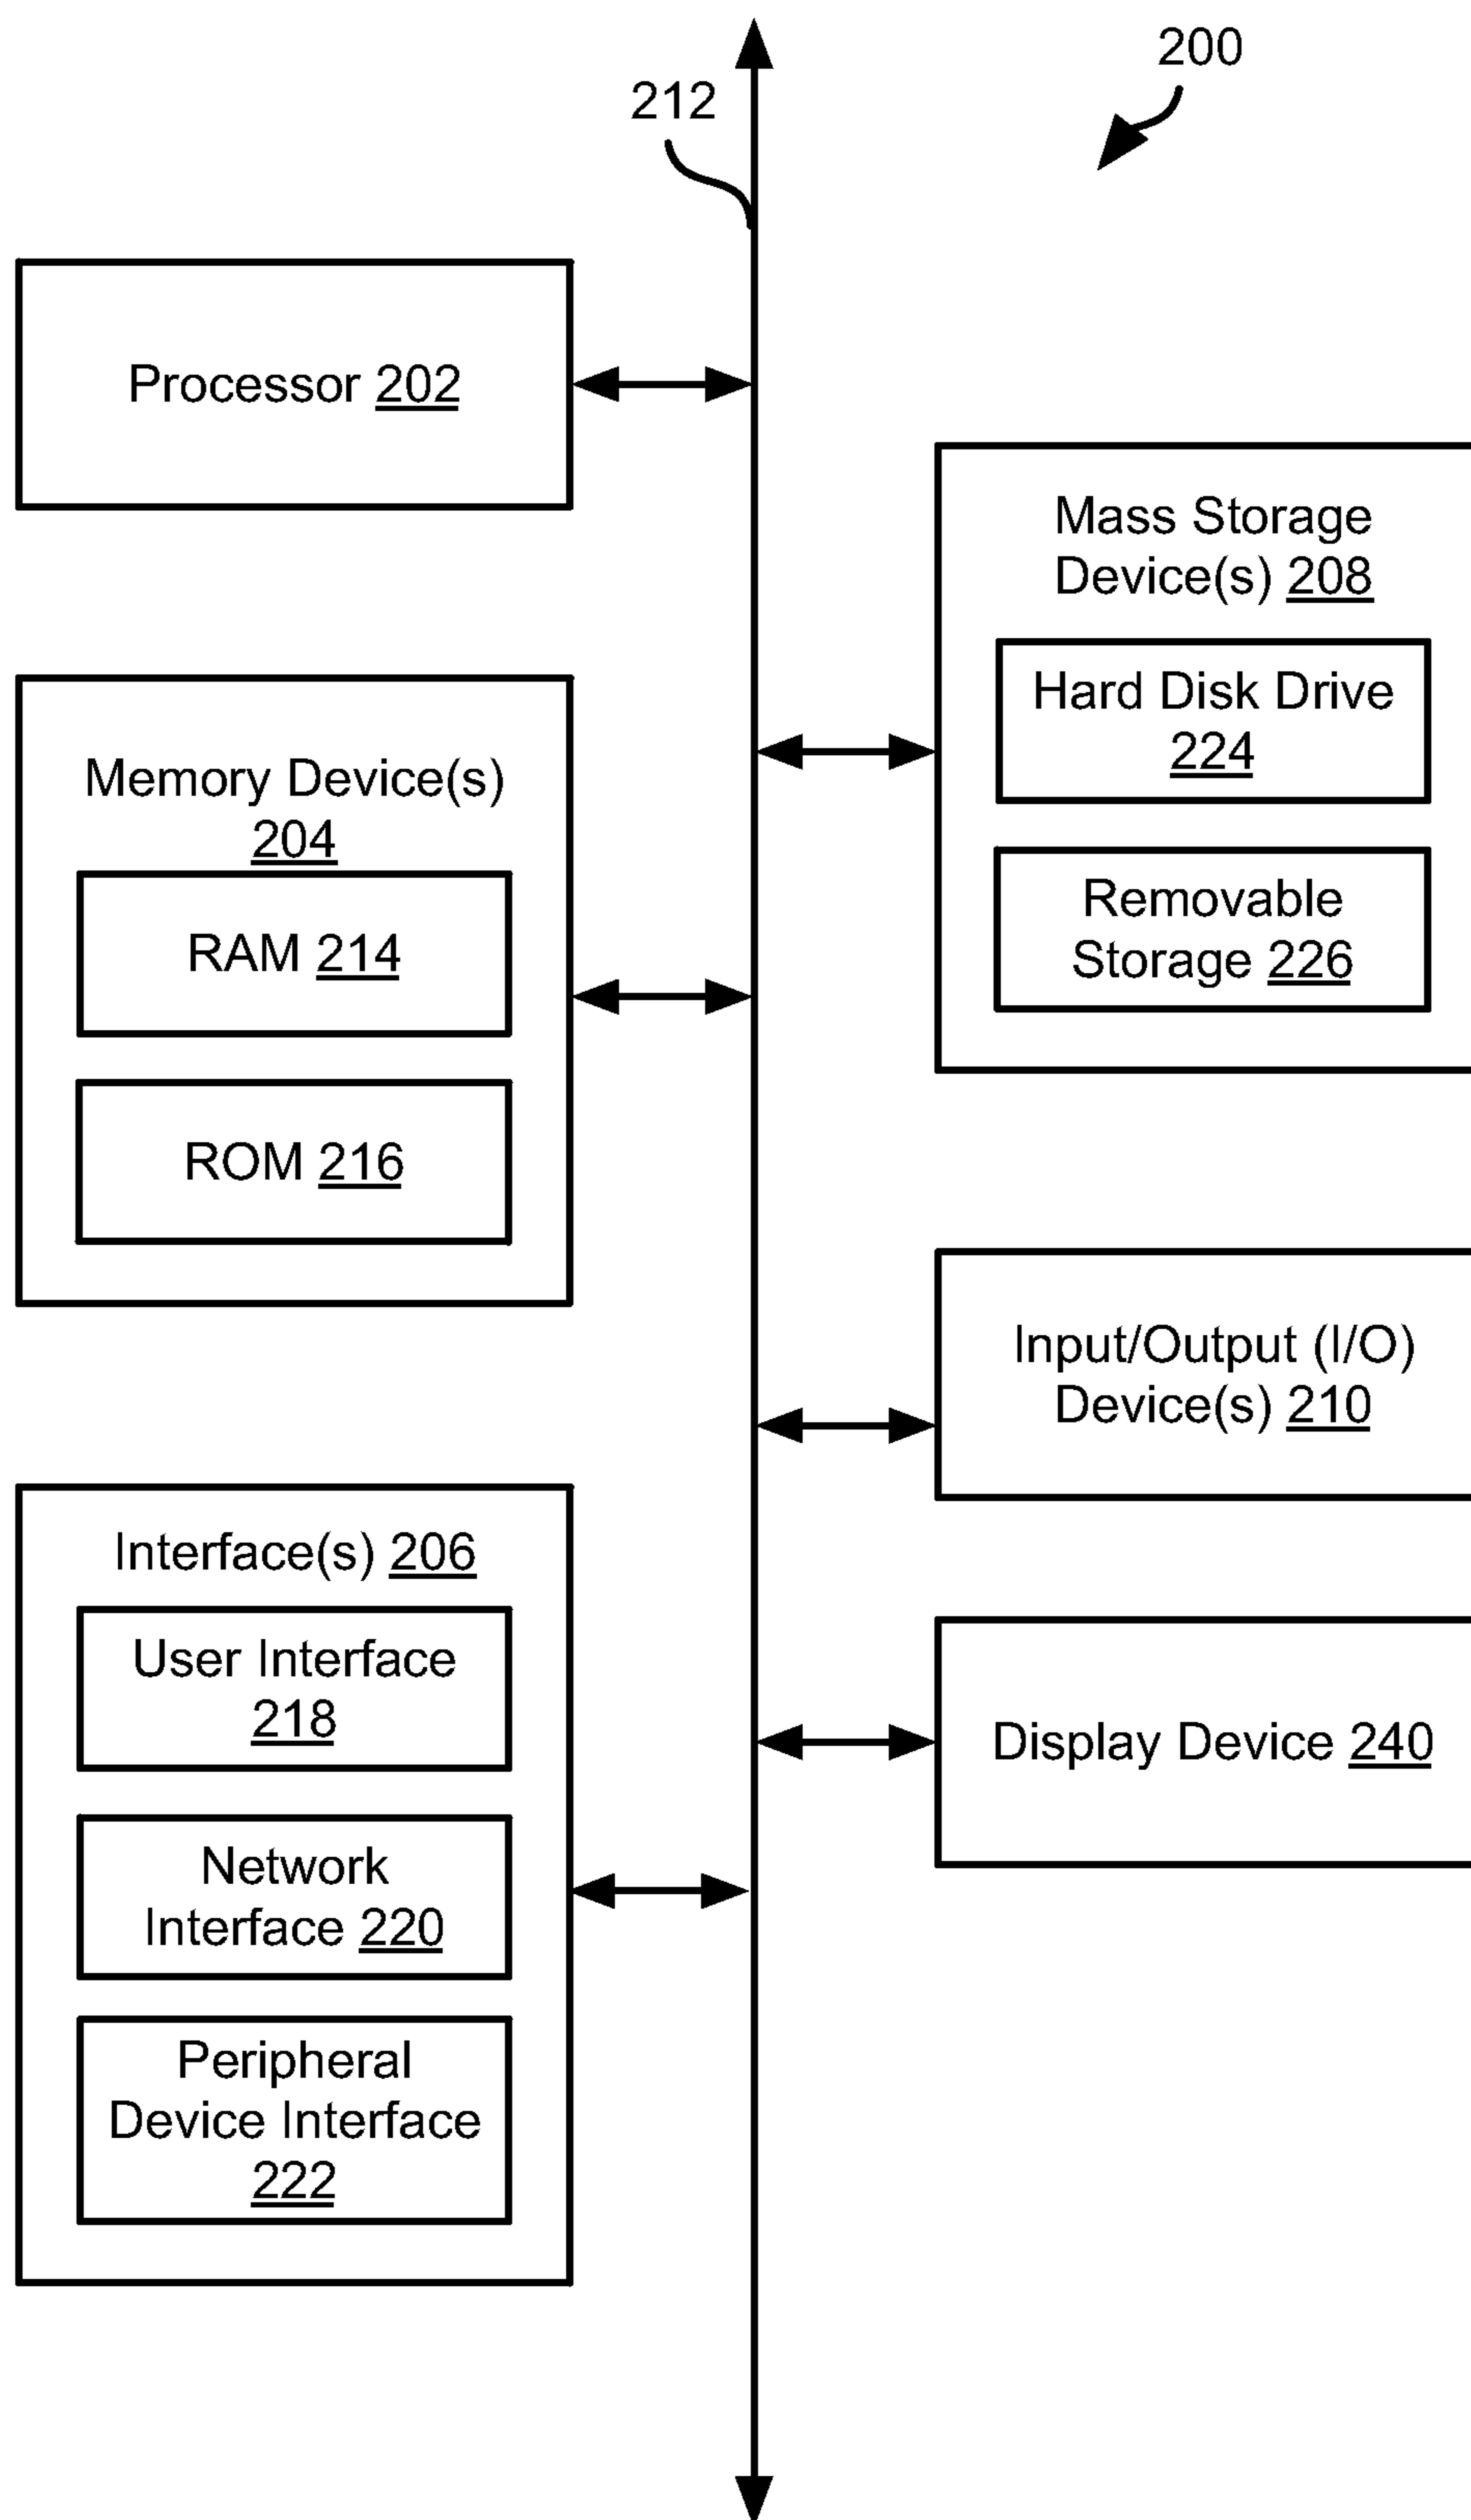 200
212
Processor 202
Mass Storage
Device(s) 208
Hard Disk Drive
224
Removable
Storage 226
Memory Device(s)
204
RAM 214
ROM 216
Input/Output (I/O)
Device(s) 210
Interface(s) 206
User Interface
218
Network
Interface 220
Peripheral
Device Interface
222
Display Device 240